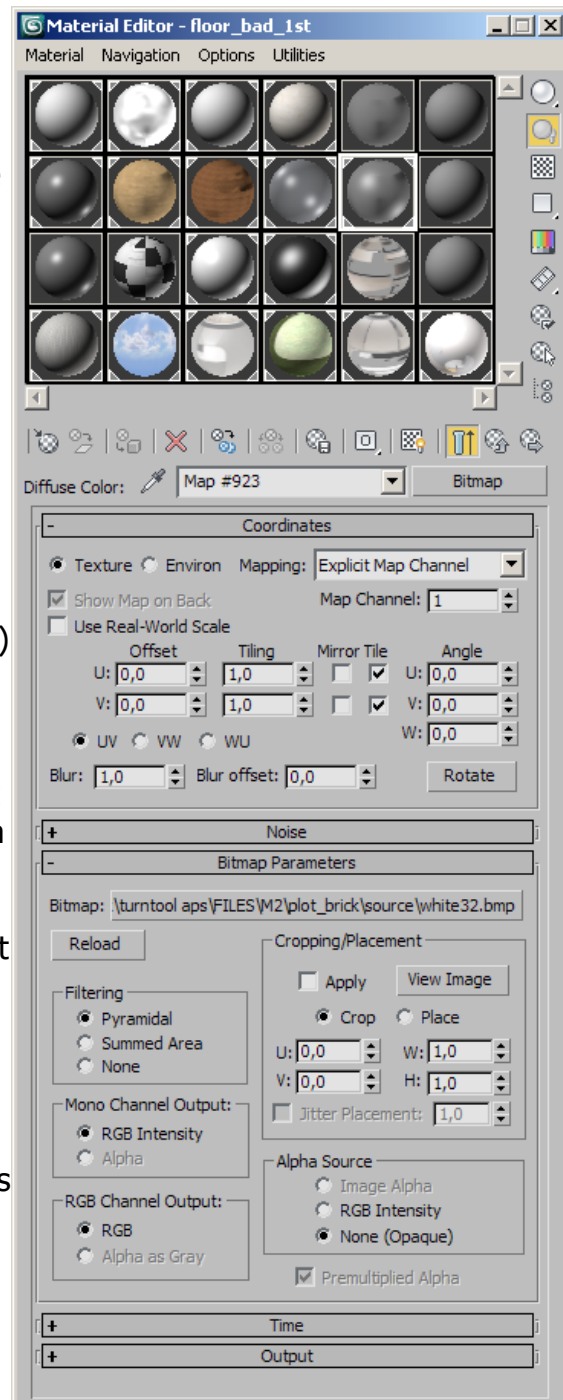 Material Editor - floor_bad_1st
Material Navigation Options Utilities
Diffuse Color: Map #923 Bitmap
- Coordinates
Texture Environ Mapping: Explicit Map Channel
Show Map on Back Map Channel: 1
)
Use Real-World Scale
Offset Tiling Mirror Tile Angle
U: 0,0 1,0 U: 0,0
V: 0,0 1,0 V: 0,0
UV VW WU W: 0,0
Blur: 1,0 Blur offset: 0,0 Rotate
+ Noise
- Bitmap Parameters
Bitmap: .\turntool aps\FILES\M2\plot_brick\source\white32.bmp
t
Reload
Cropping/Placement
Apply View Image
Crop Place
U: 0,0 W: 1,0
V: 0,0 H: 1,0
Jitter Placement: 1,0
Filtering
Pyramidal
Summed Area
None
Mono Channel Output:
RGB Intensity
Alpha
s
RGB Channel Output:
RGB
Alpha as Gray
Alpha Source
Image Alpha
RGB Intensity
None (Opaque)
Premultiplied Alpha
+ Time
+ Output